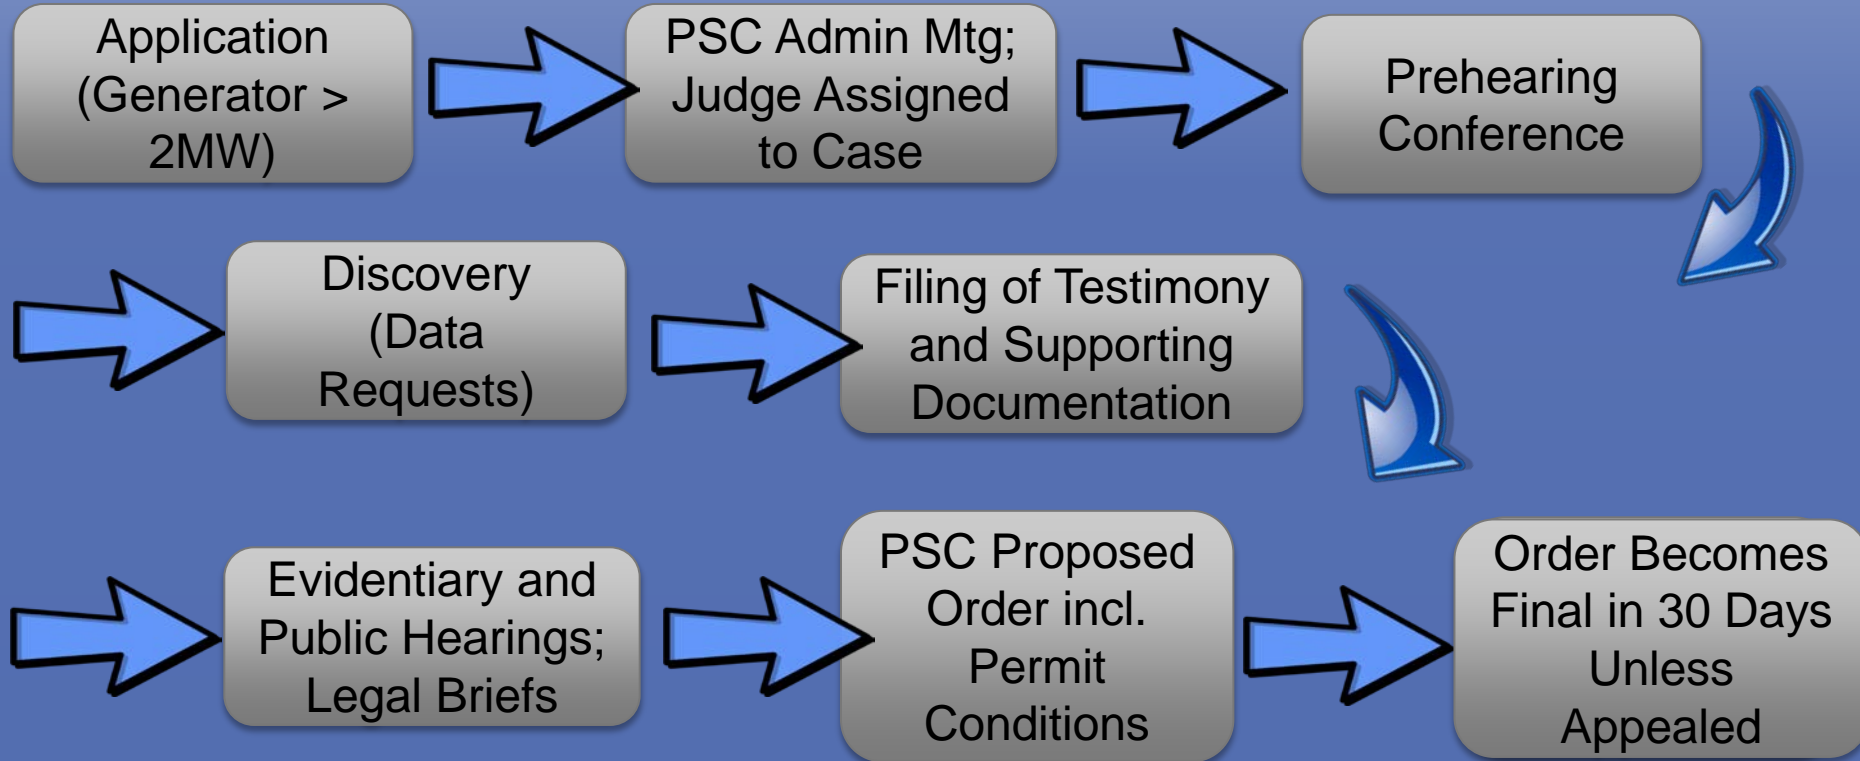 Application
(Generator >
2MW)
PSC Admin Mtg;
Judge Assigned
to Case
Prehearing
Conference
Discovery
(Data
Requests)
Filing of Testimony
and Supporting
Documentation
Evidentiary and
Public Hearings;
Legal Briefs
PSC Proposed
Order incl.
Permit
Conditions
Order Becomes
Final in 30 Days
Unless
Appealed